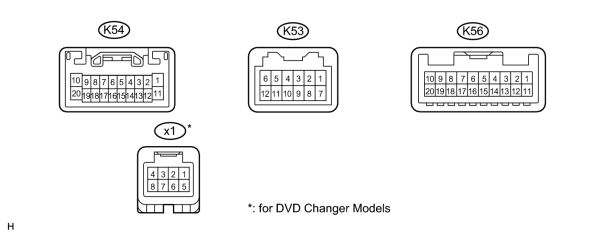 K54 K53 K56
10 9 8 7 6 5 4 3 2 1
20 19 18 17 16 15 14 13 12 11
6 5 4 3 2 1
12 11 10 9 8 7
10 9 8 7 6 5 4 3 2 1
20 19 18 17 16 15 14 13 12 11
x1 *
4 3 2 1
8 7 6 5
*: for DVD Changer Models
H